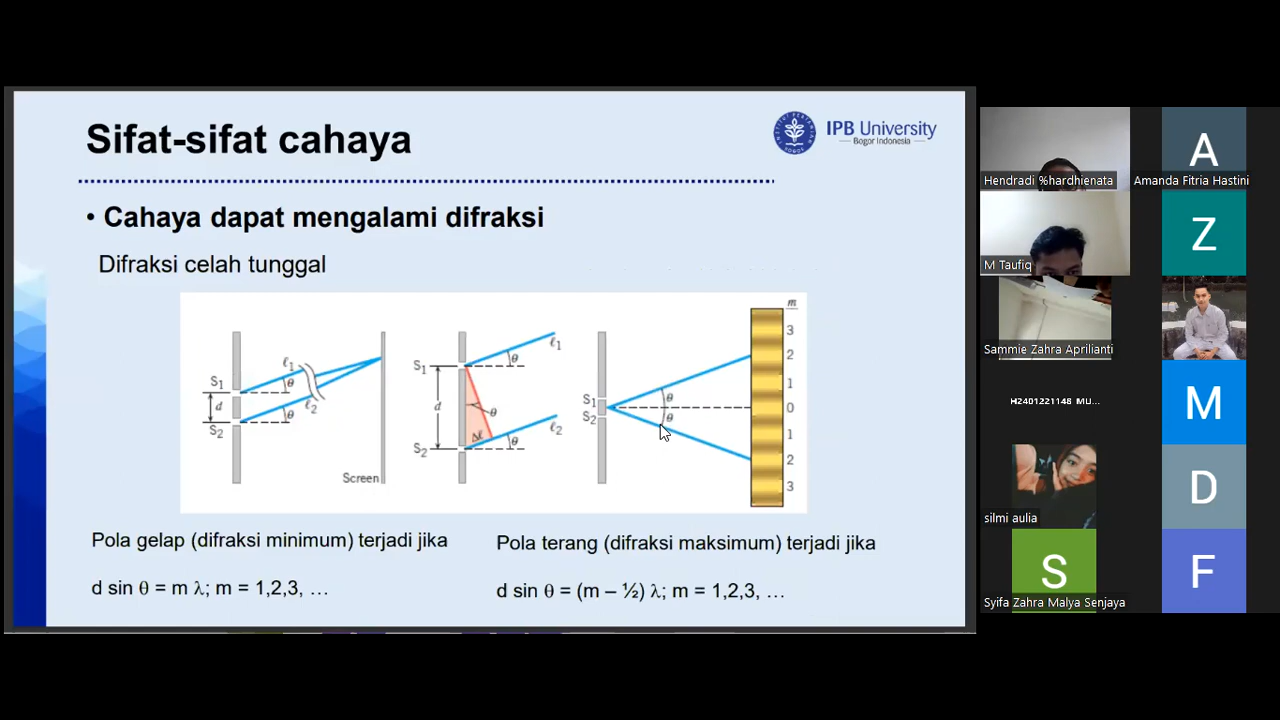 Sifat-sifat cahaya
IPB University
Bogor Indonesia
• Cahaya dapat mengalami difraksi
Difraksi celah tunggal
S1
d
S2
ℓ1
θ
ℓ2
θ
Screen
S1
d
S2
θ
Δℓ
ℓ1
θ
ℓ2
θ
S1
S2
θ
θ
m
3
2
1
0
1
2
3
Pola gelap (difraksi minimum) terjadi jika
d sin θ = m λ; m = 1,2,3, …
Pola terang (difraksi maksimum) terjadi jika
d sin θ = (m – ½) λ; m = 1,2,3, …
Hendradi %hardhienata
A
Amanda Fitria Hastini
M Taufiq
Z
Sammie Zahra Aprilianti
H2401221148 MU...
M
silmi aulia
D
S
Syifa Zahra Malya Senjaya
F